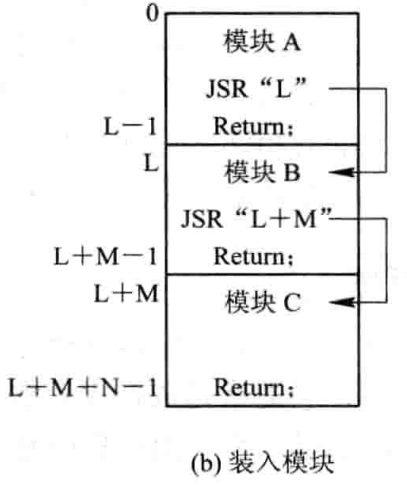 0
模块 A
JSR “L”
L－1
Return；
L
模块 B
JSR “L＋M”
L＋M－1
Return；
L＋M
模块 C
L＋M＋N－1
Return；
(b) 装入模块